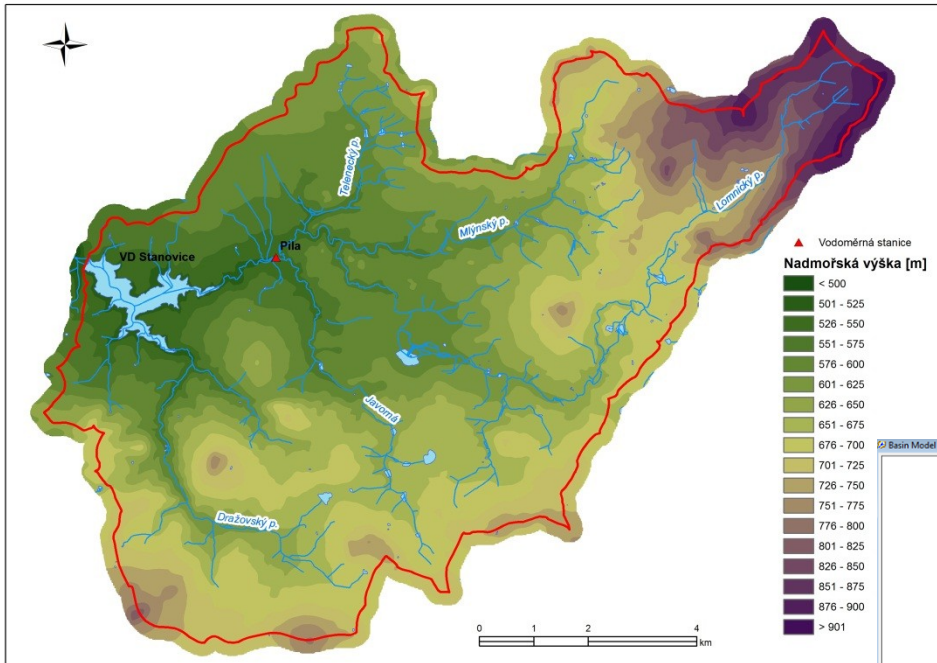 Telenecký p.
Mlýnský p.
Lomnický p.
Pila
VD Stanovice
Javorná
Dražovský p.
Vodoměrná stanice
Nadmořská výška [m]
< 500
501 - 525
526 - 550
551 - 575
576 - 600
601 - 625
626 - 650
651 - 675
676 - 700
701 - 725
726 - 750
751 - 775
776 - 800
801 - 825
826 - 850
851 - 875
876 - 900
> 901
0 1 2 4
km
Basin Model